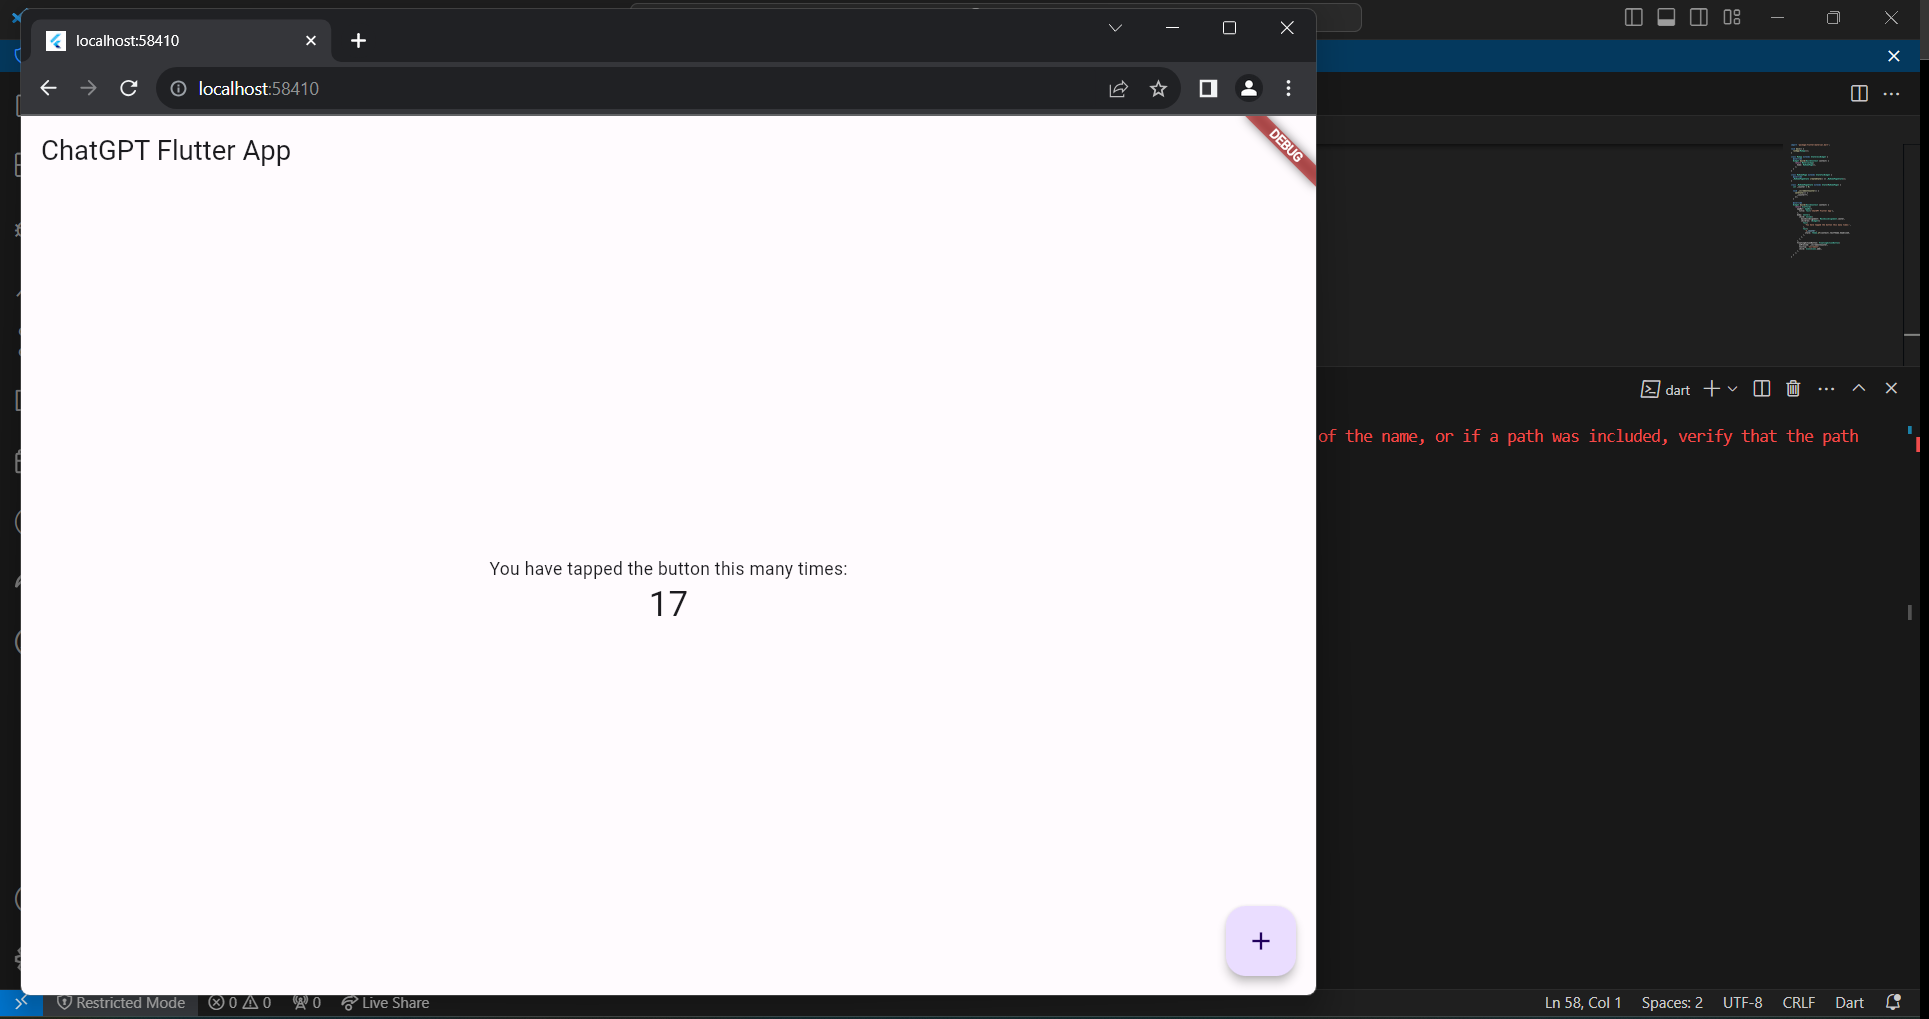 localhost:58410
localhost:58410
ChatGPT Flutter App
DEBUG
dart
of the name, or if a path was included, verify that the path
You have tapped the button this many times:
17
+
Restricted Mode
0
0
0
Live Share
Ln 58, Col 1
Spaces: 2
UTF-8
CRLF
Dart